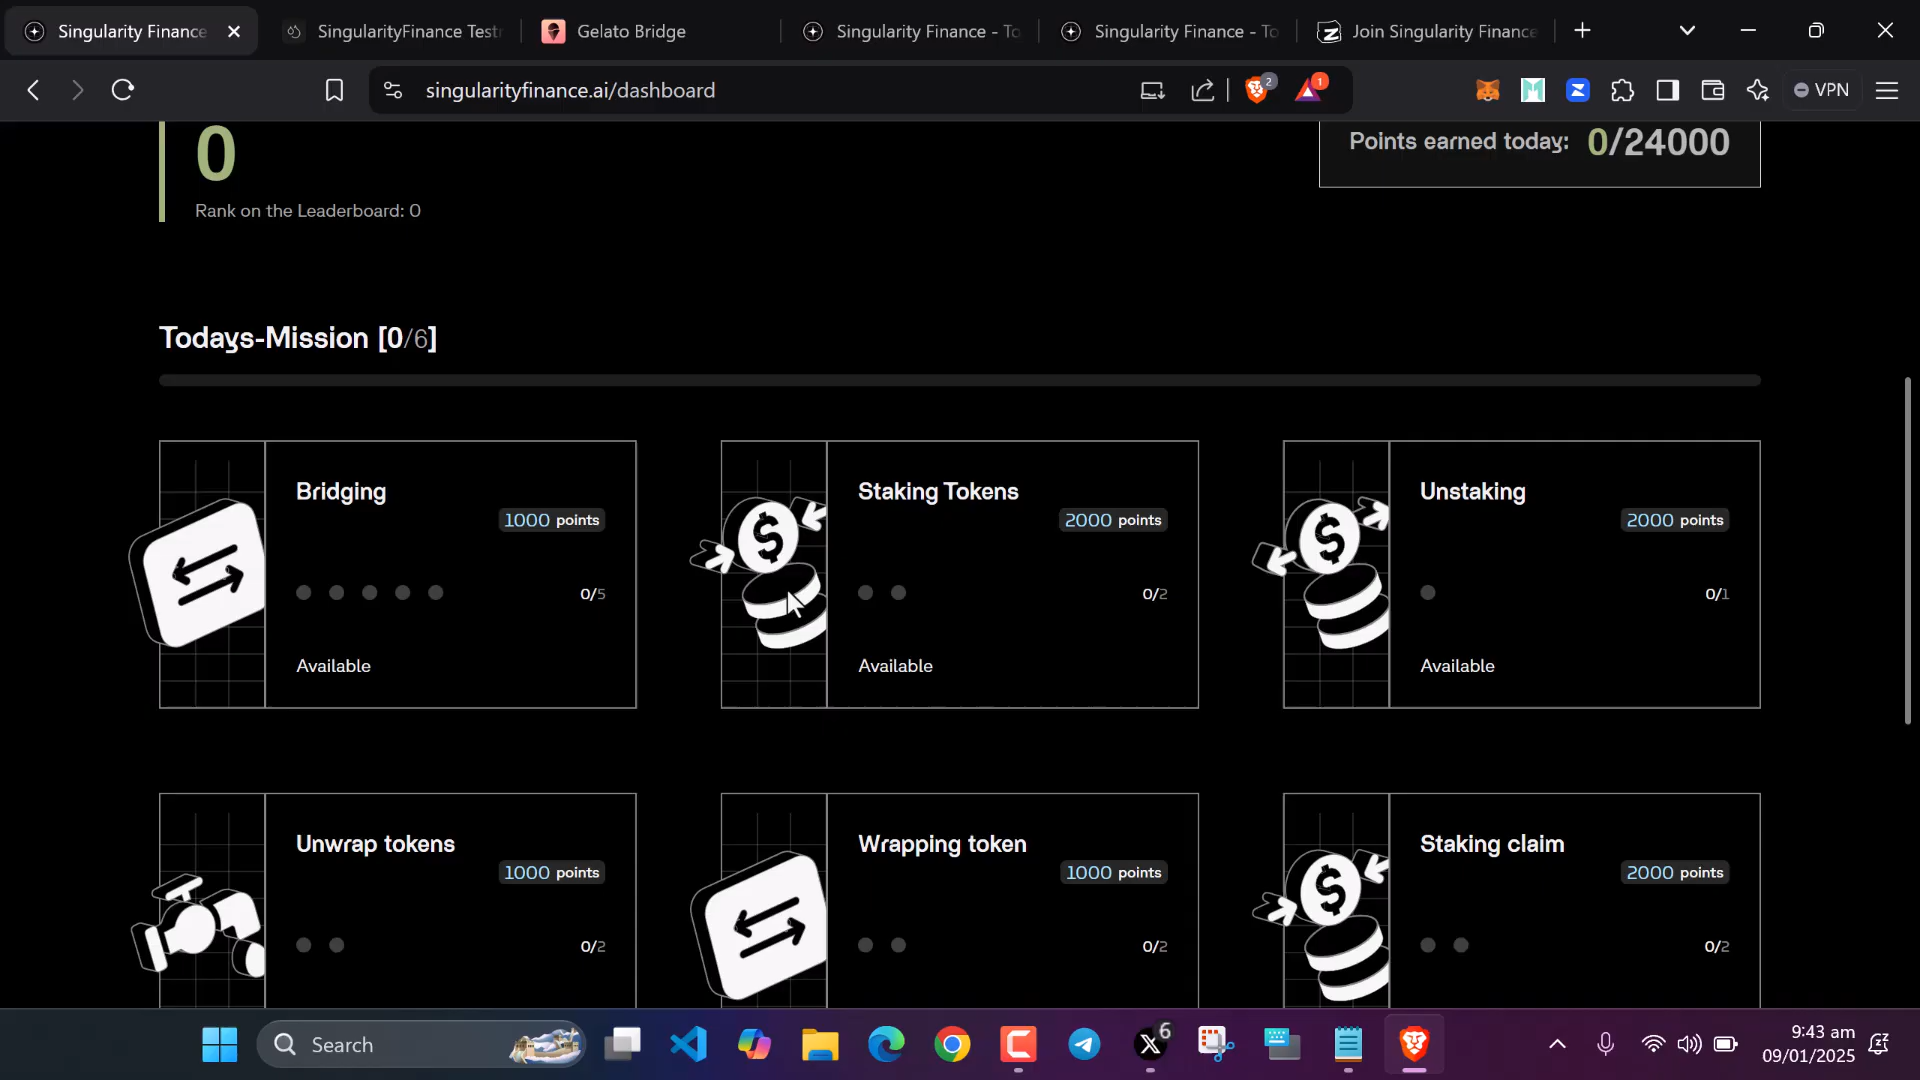 Singularity Finance
SingularityFinance Test
Gelato Bridge
Singularity Finance - To
Singularity Finance - To
Join Singularity Finance
singularityfinance.ai/dashboard
2
1
VPN
0
Rank on the Leaderboard: 0
Points earned today: 0/24000
Todays-Mission [0/6]
Bridging
1000 points
0/5
Available
Staking Tokens
2000 points
0/2
Available
Unstaking
2000 points
0/1
Available
Unwrap tokens
1000 points
0/2
Wrapping token
1000 points
0/2
Staking claim
2000 points
0/2
Search
6
9:43 am
09/01/2025